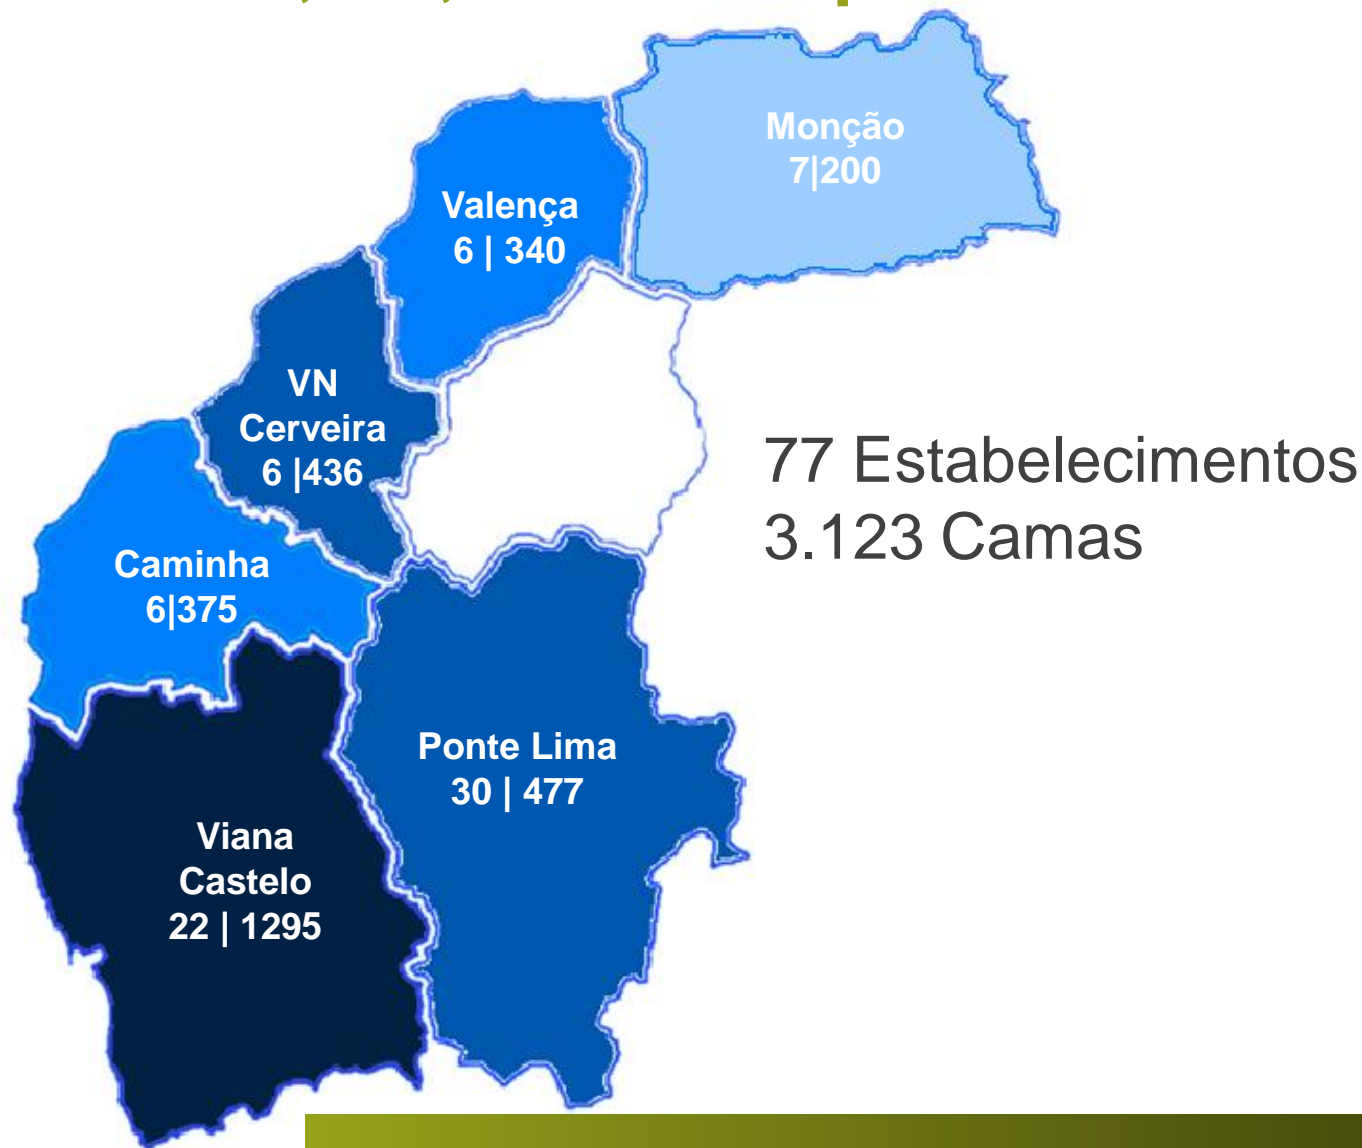 Monção
7|200
Valença
6 | 340
VN
Cerveira
6 |436
77 Estabelecimentos
3.123 Camas
Caminha
6|375
Ponte Lima
30 | 477
Viana
Castelo
22 | 1295